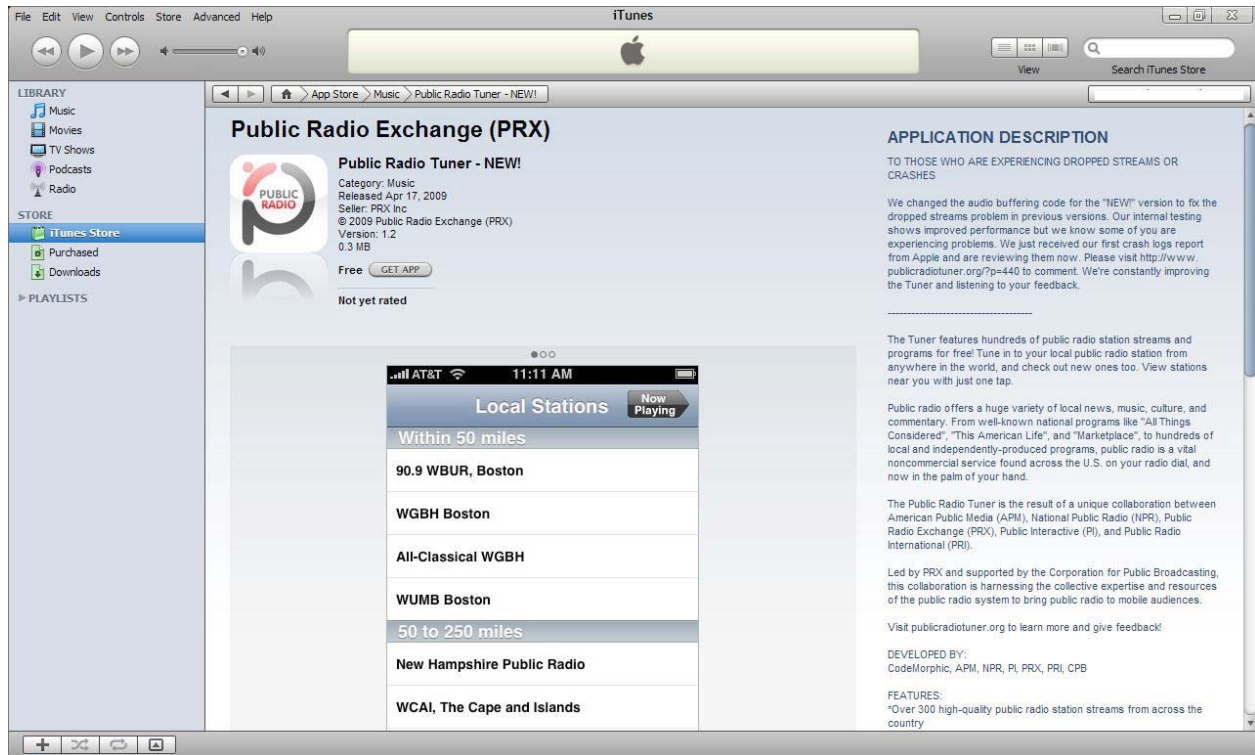 File Edit View Controls Store Advanced Help
iTunes
View
Search iTunes Store
LIBRARY
Music
Movies
TV Shows
Podcasts
Radio
STORE
iTunes Store
Purchased
Downloads
PLAYLISTS
App Store
Music
Public Radio Tuner - NEW!
Public Radio Exchange (PRX)
PUBLIC
RADIO
Public Radio Tuner - NEW!
Category: Music
Released Apr 17, 2009
Seller: PRX Inc
© 2009 Public Radio Exchange (PRX)
Version: 1.2
0.3 MB
Free GET APP
Not yet rated
AT&T 11:11 AM
Local Stations
Now
Playing
Within 50 miles
90.9 WBUR, Boston
WGBH Boston
All-Classical WGBH
WUMB Boston
50 to 250 miles
New Hampshire Public Radio
WCAI, The Cape and Islands
APPLICATION DESCRIPTION
TO THOSE WHO ARE EXPERIENCING DROPPED STREAMS OR
CRASHES
We changed the audio buffering code for the "NEW!" version to fix the
dropped streams problem in previous versions. Our internal testing
shows improved performance but we know some of you are
experiencing problems. We just received our first crash logs report
from Apple and are reviewing them now. Please visit http://www.
publicradiotuner.org/?p=440 to comment. We're constantly improving
the Tuner and listening to your feedback.
-------------------------------------
The Tuner features hundreds of public radio station streams and
programs for free! Tune in to your local public radio station from
anywhere in the world, and check out new ones too. View stations
near you with just one tap.
Public radio offers a huge variety of local news, music, culture, and
commentary. From well-known national programs like "All Things
Considered", "This American Life", and "Marketplace", to hundreds of
local and independently-produced programs, public radio is a vital
noncommercial service found across the U.S. on your radio dial, and
now in the palm of your hand.
The Public Radio Tuner is the result of a unique collaboration between
American Public Media (APM), National Public Radio (NPR), Public
Radio Exchange (PRX), Public Interactive (PI), and Public Radio
International (PRI).
Led by PRX and supported by the Corporation for Public Broadcasting,
this collaboration is harnessing the collective expertise and resources
of the public radio system to bring public radio to mobile audiences.
Visit publicradiotuner.org to learn more and give feedback!
DEVELOPED BY:
CodeMorphic, APM, NPR, PI, PRX, PRI, CPB
FEATURES:
*Over 300 high-quality public radio station streams from across the
country